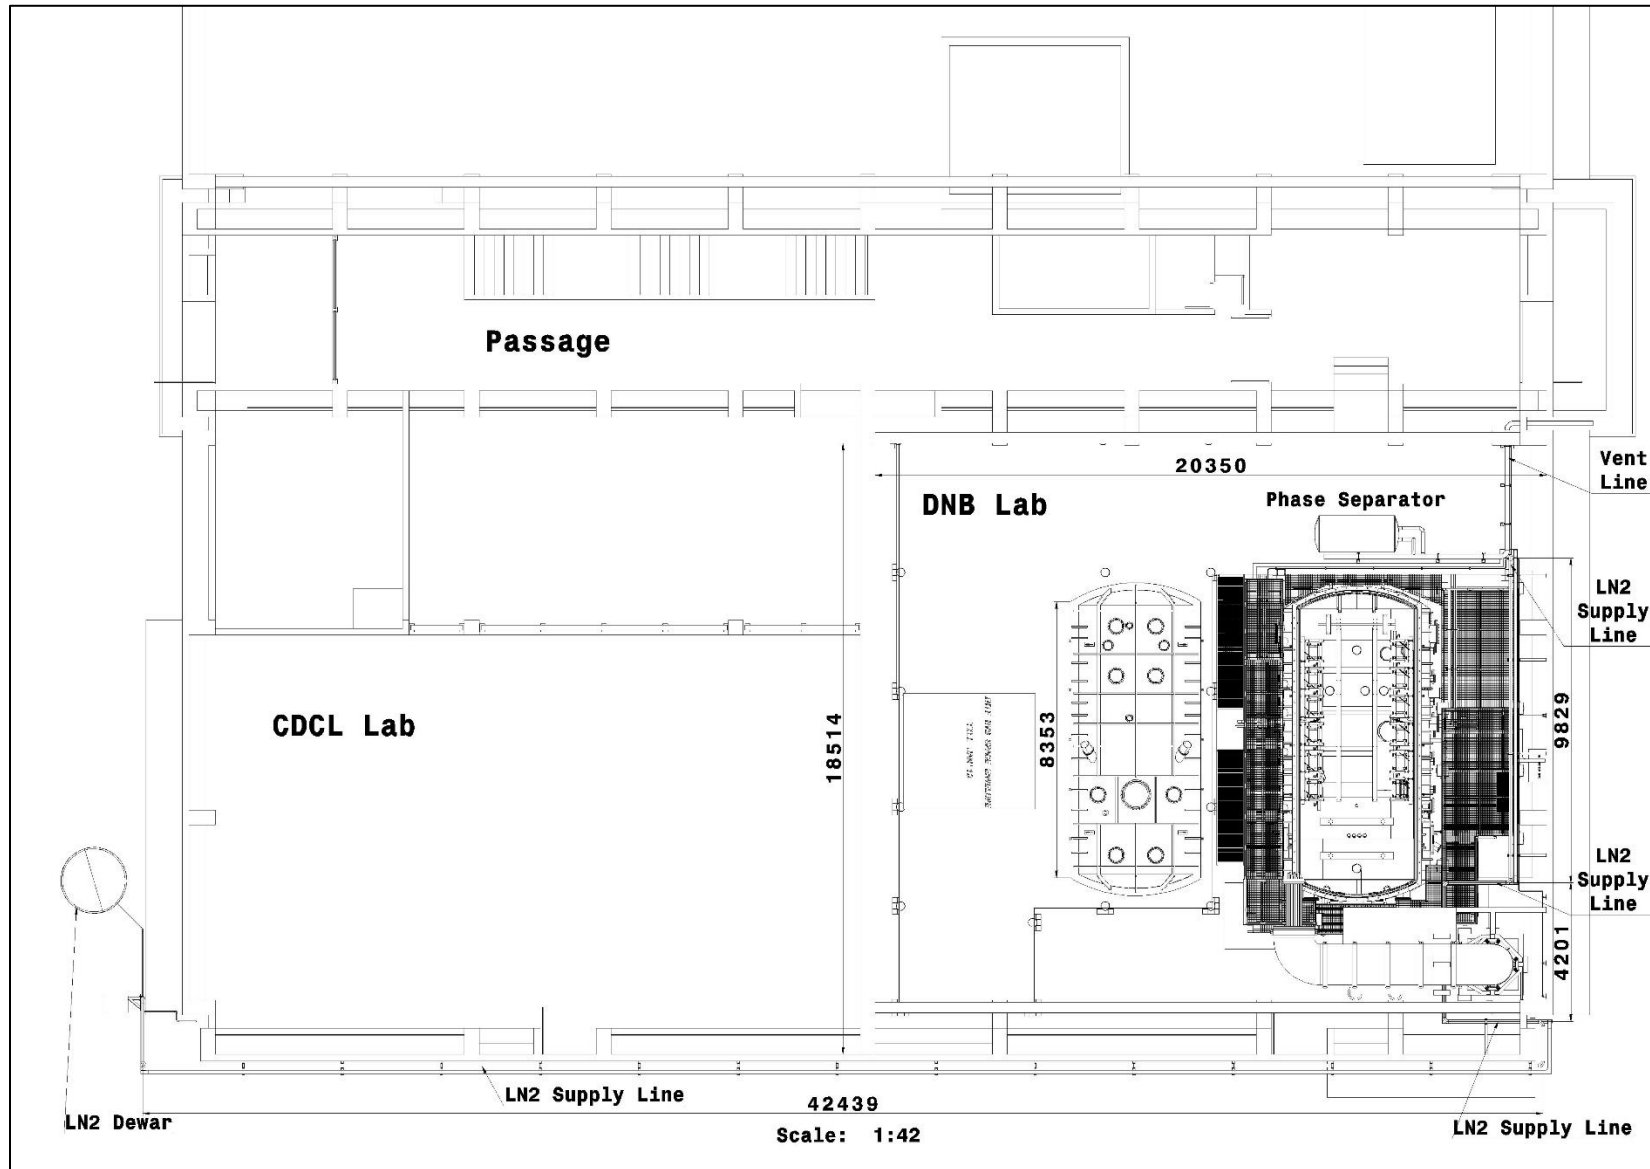 Passage
20350
Vent
Line
DNB Lab
Phase Separator
LN2
Supply
Line
CDCL Lab
18514
8353
9829
LN2
Supply
Line
4201
LN2 Supply Line
42439
LN2 Dewar
Scale: 1:42
LN2 Supply Line